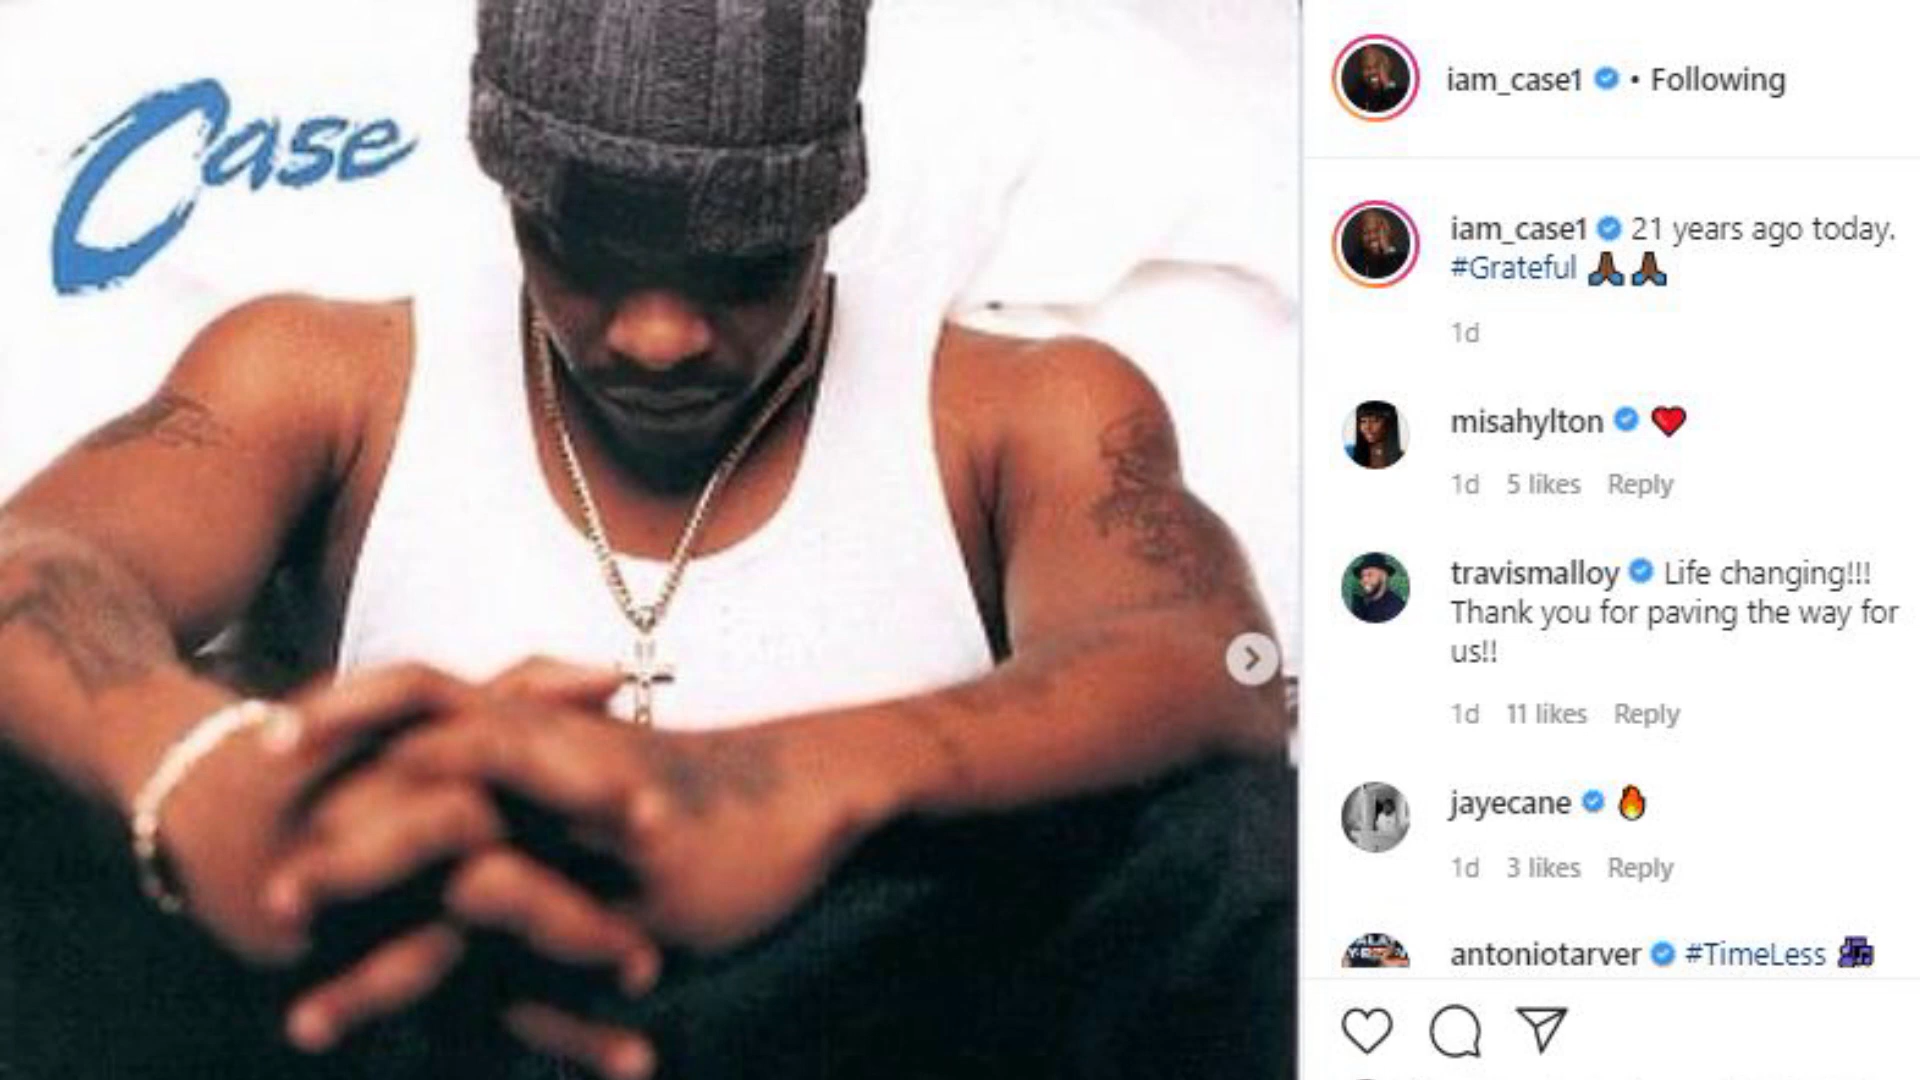 Case
iam_case1 • Following
iam_case1 21 years ago today.
#Grateful 🙏🏾 🙏🏾
1d
misahylton ❤️
1d 5 likes Reply
travismalloy Life changing!!!
Thank you for paving the way for
us!!
1d 11 likes Reply
jayecane 🔥
1d 3 likes Reply
antoniotarver #TimeLess 🎶